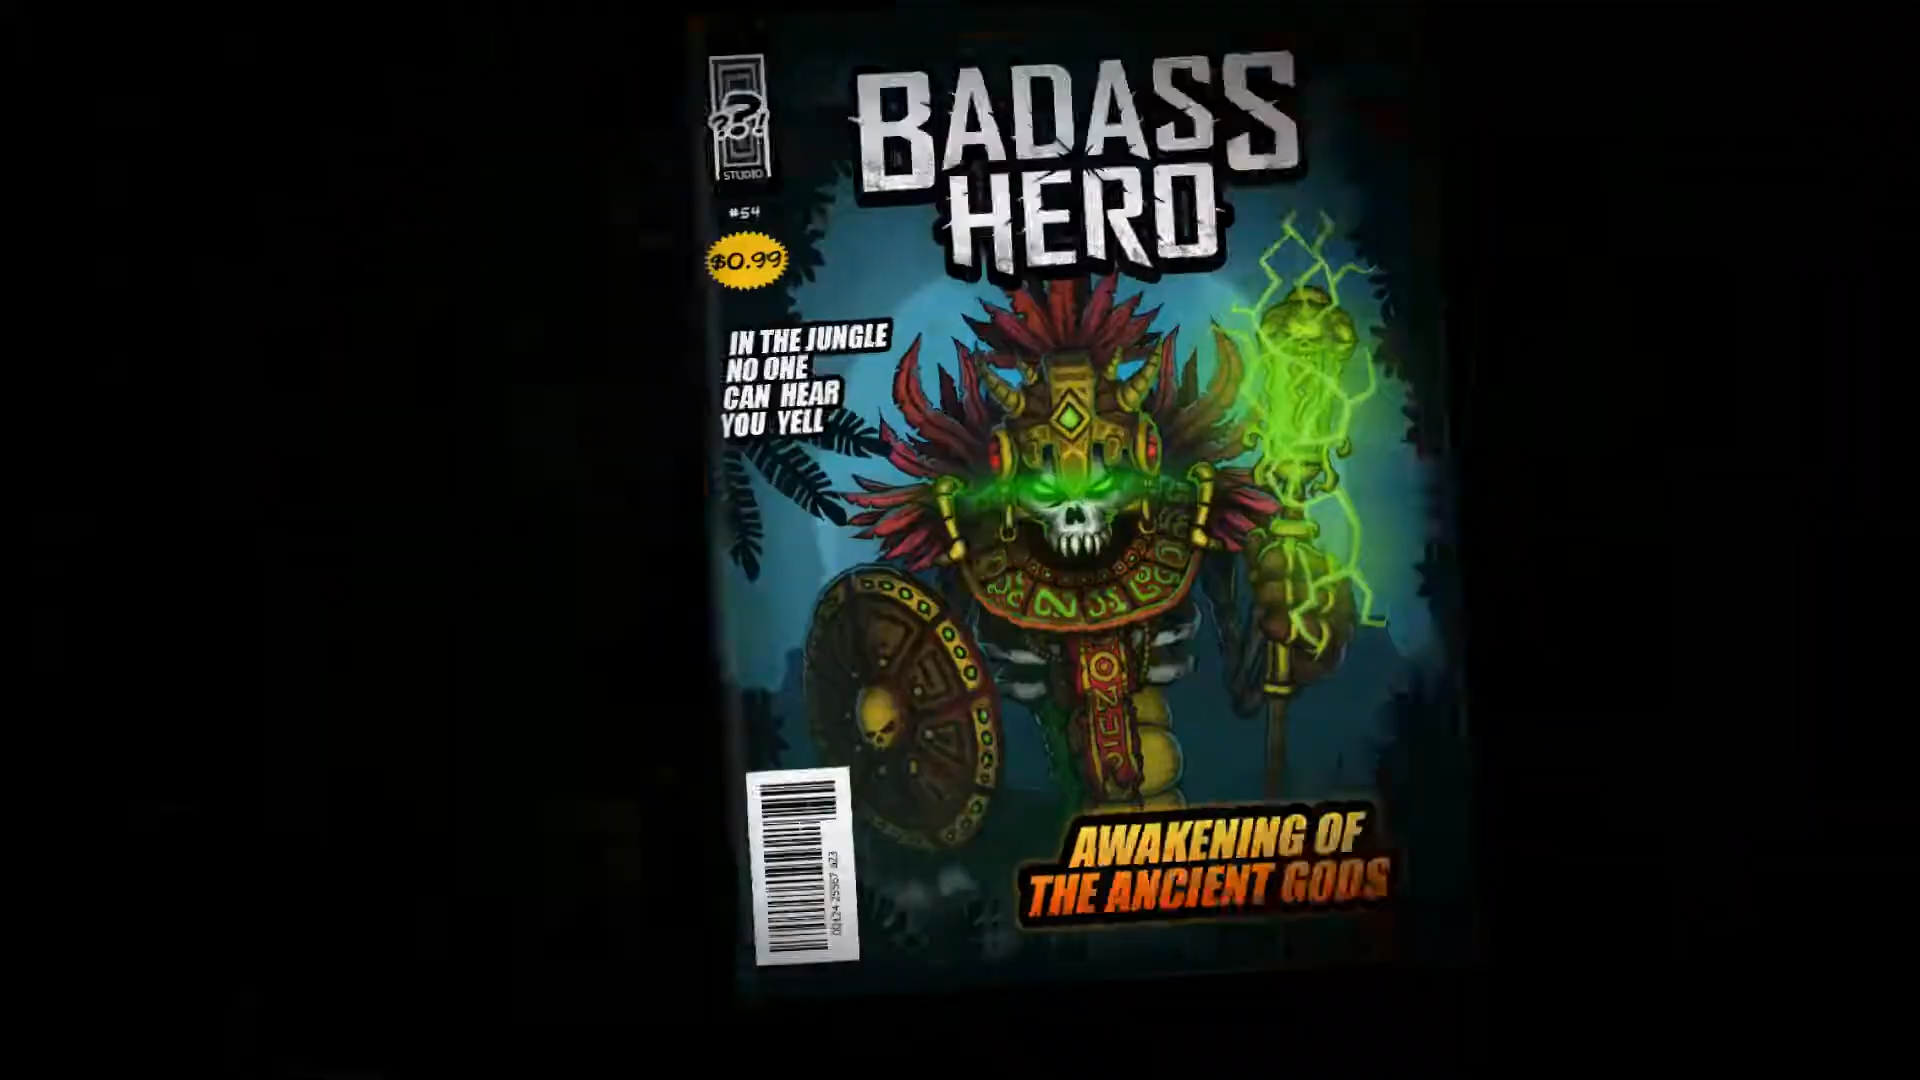 ?
?o!
STUDIO
#54
$0.99
BADASS
HERO
IN THE JUNGLE
NO ONE
CAN HEAR
YOU YELL
AWAKENING OF
THE ANCIENT GODS